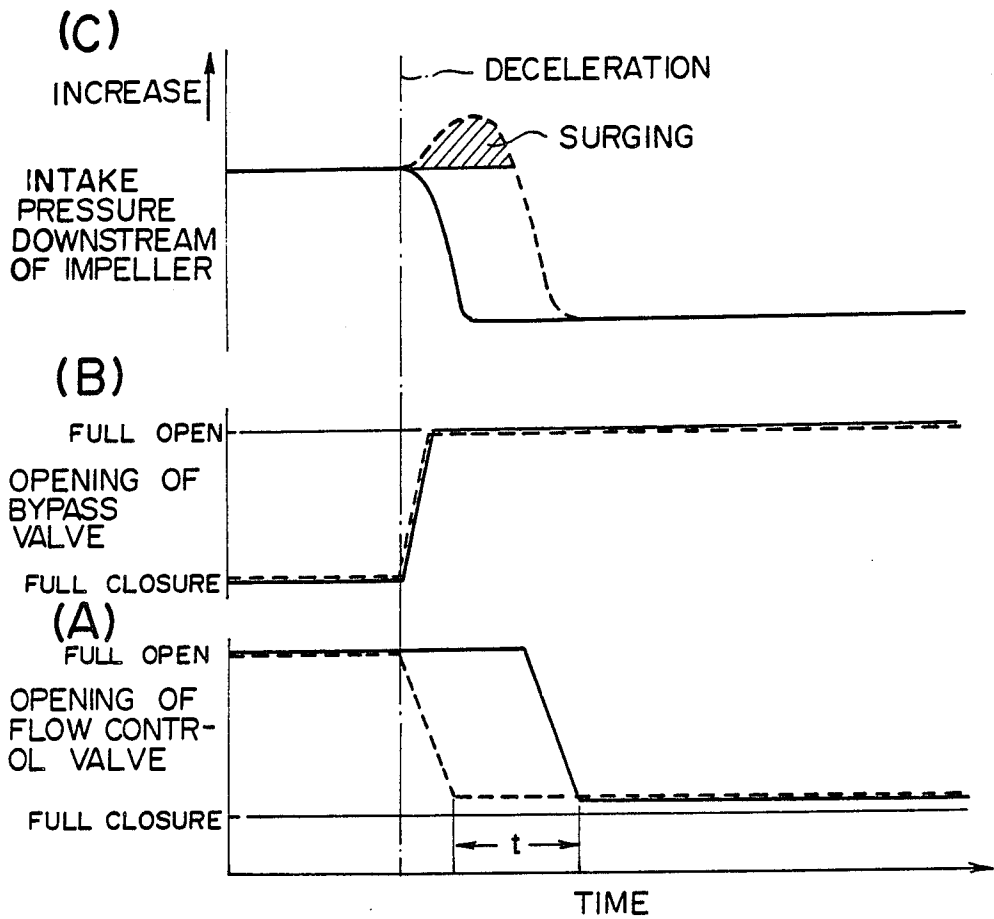 (C)
INCREASE
DECELERATION
SURGING
INTAKE
PRESSURE
DOWNSTREAM
OF IMPELLER
(B)
FULL OPEN
OPENING OF
BYPASS
VALVE
FULL CLOSURE
(A)
FULL OPEN
OPENING OF
FLOW CONTR-
OL VALVE
FULL CLOSURE
t
TIME